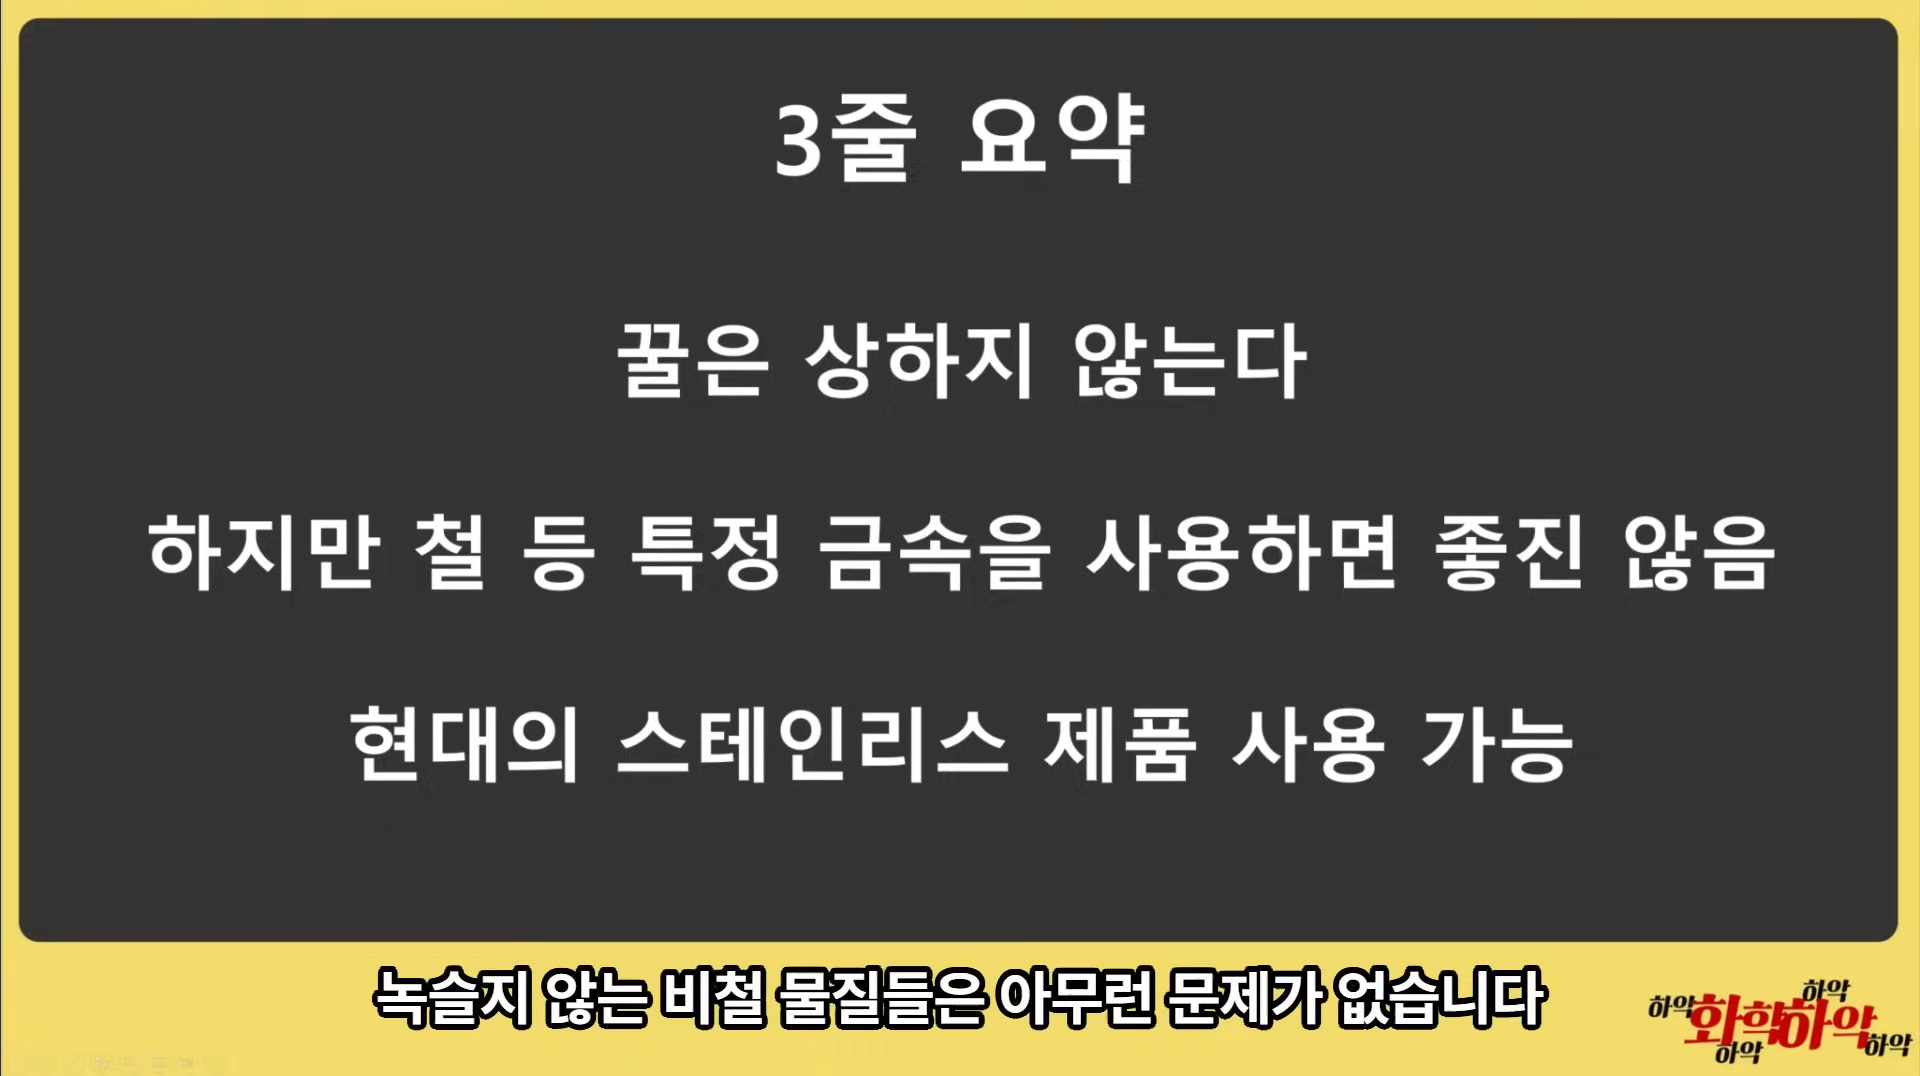 3줄 요약
꿀은 상하지 않는다
하지만 철 등 특정 금속을 사용하면 좋진 않음
현대의 스테인리스 제품 사용 가능
녹슬지 않는 비철 물질들은 아무런 문제가 없습니다
하약
하약
화학하약
하약
하약